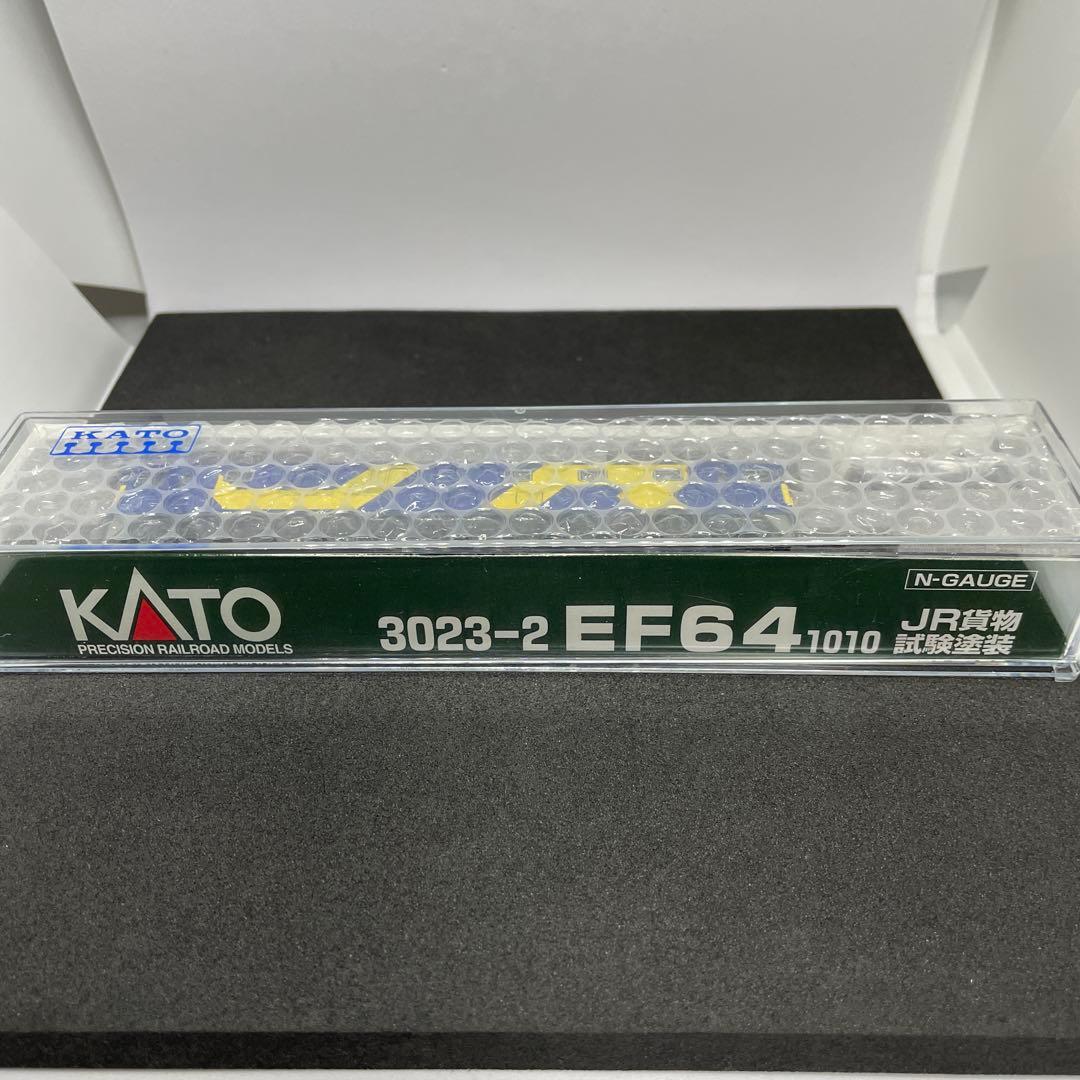 KATO
KATO
PRECISION RAILROAD MODELS
3023-2 EF64 1010
N-GAUGE
JR貨物
試験塗装